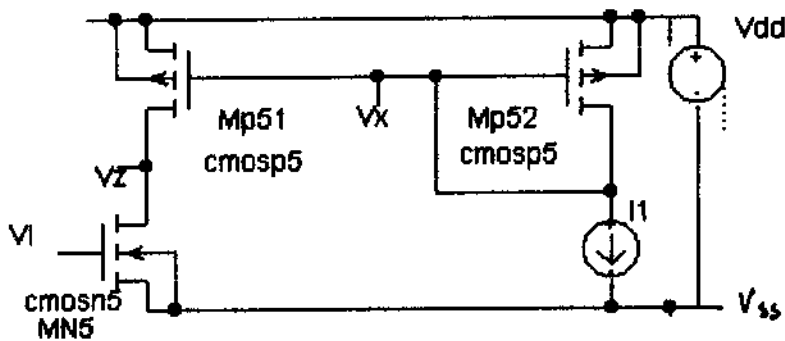 Vdd
Mp51
cmosp5
Vx
Mp52
cmosp5
Vz
VI
I1
cmosn5
MN5
Vss